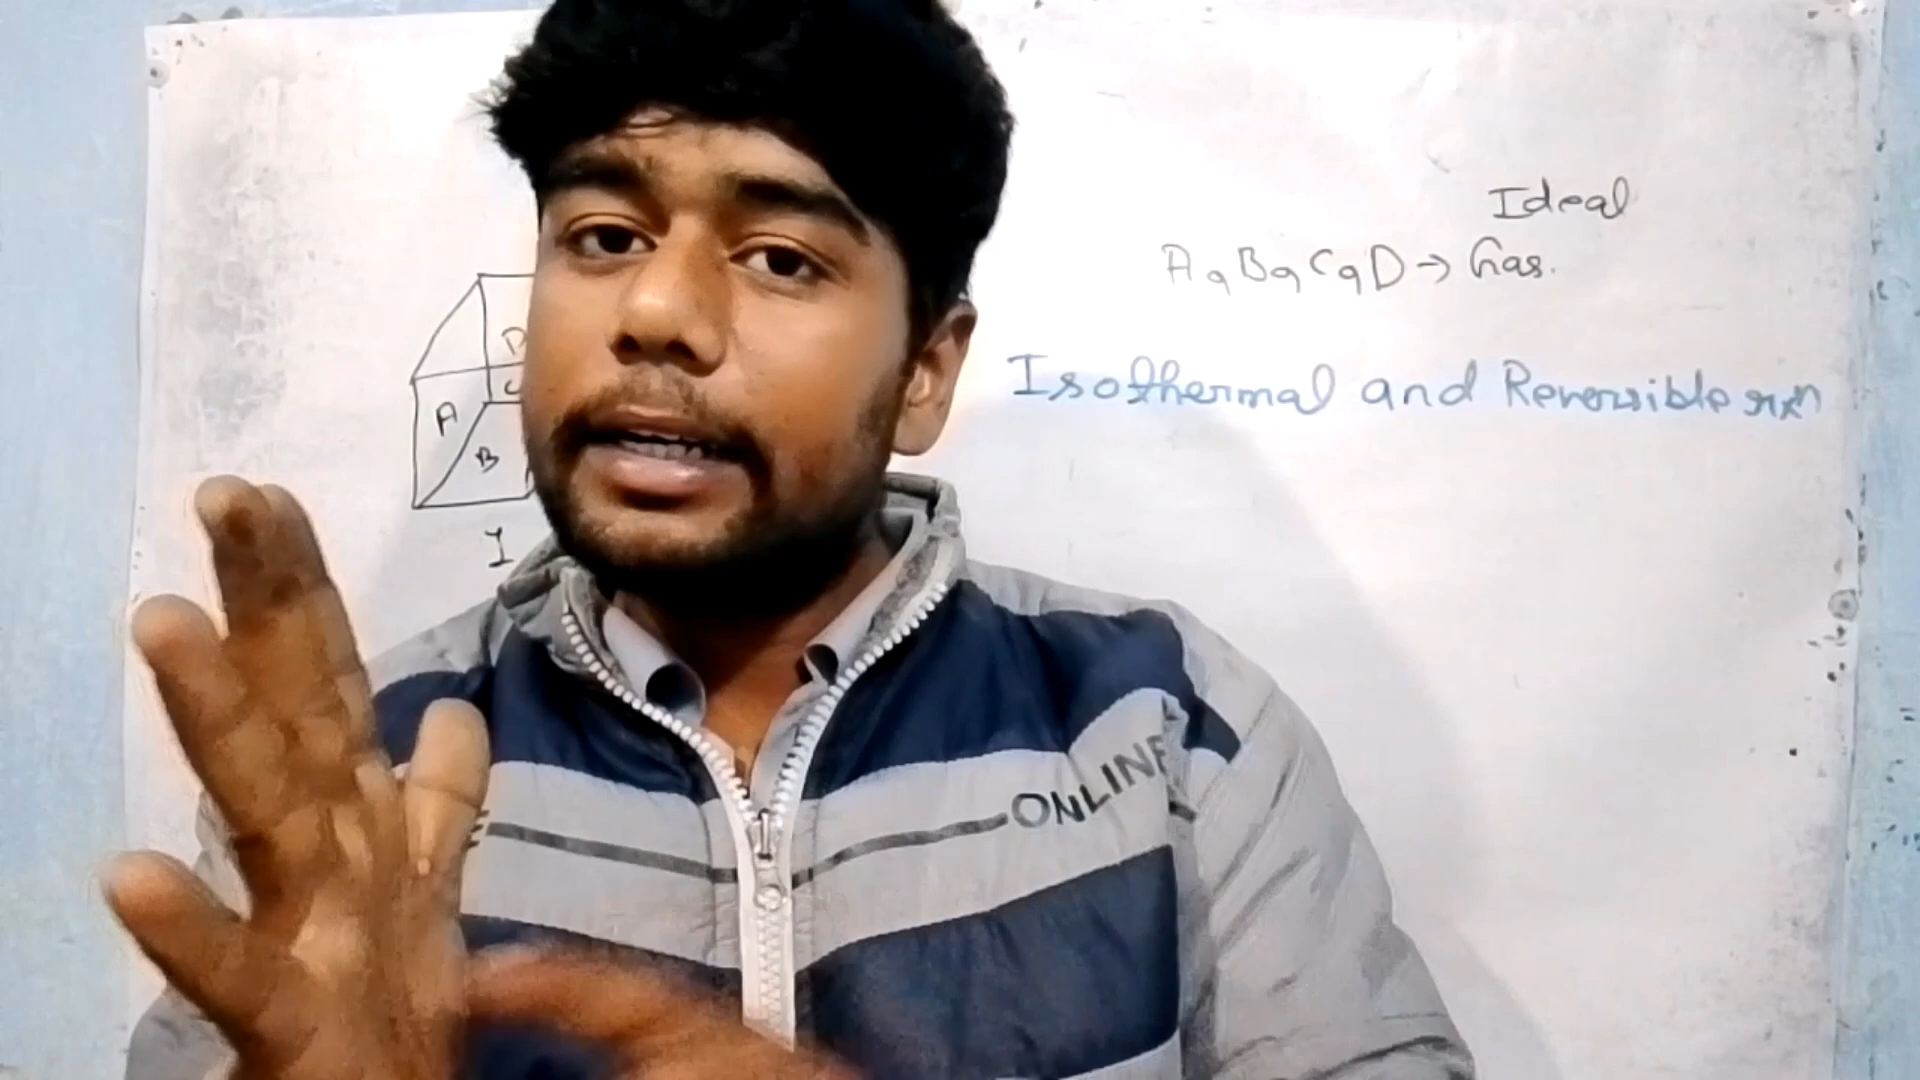 Ideal
A, B, C, D → Gas.
Isothermal and Reversible rxn
D
C
A
B
I
ONLINE